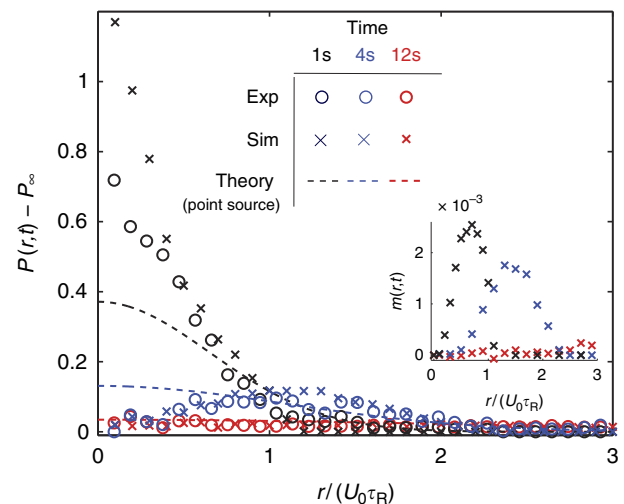 Time
1s 4s 12s
Exp
Sim
Theory
(point source)
P(r,t) – P∞
1
0.8
0.6
0.4
0.2
0
0 1 2 3
r / (U₀τR)
× 10⁻³
m(r,t)
2
1
0
0 1 2 3
r / (U₀τR)